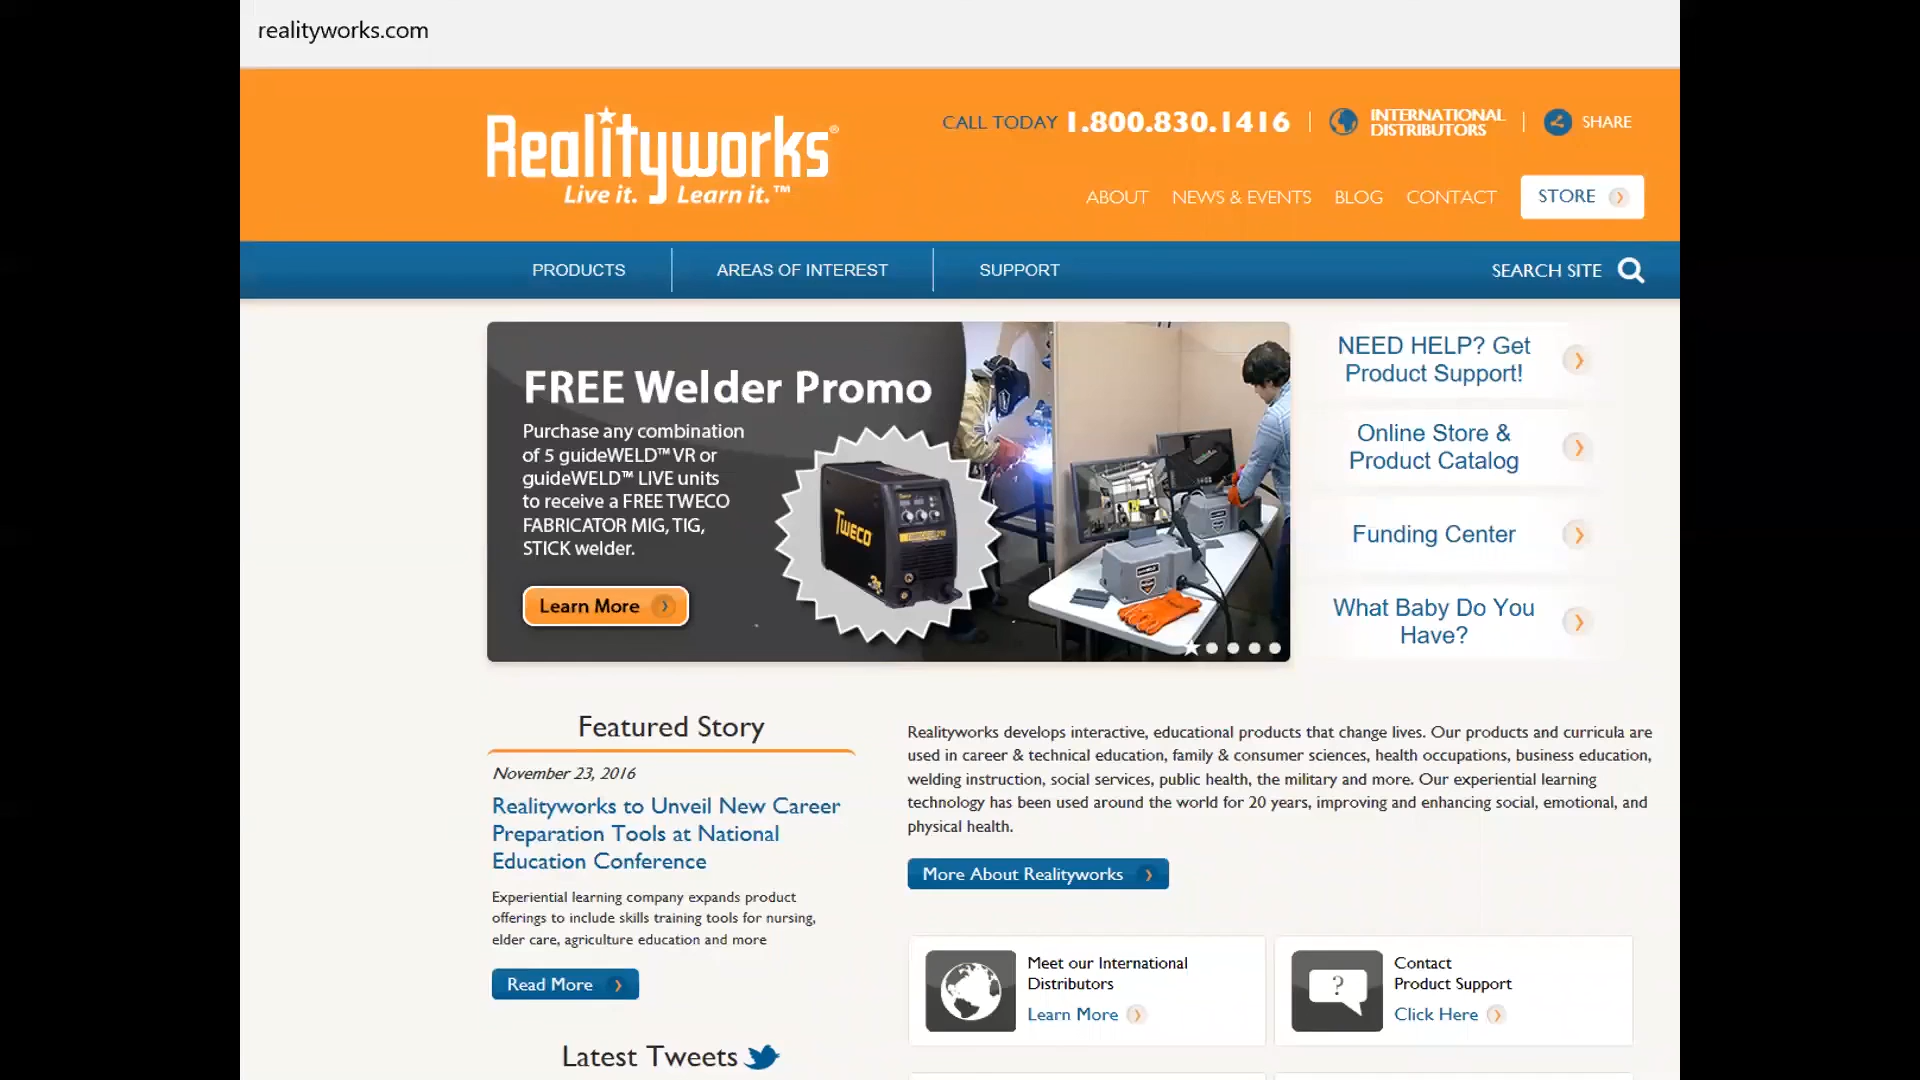 realityworks.com
Realityworks®
Live it. Learn it.™
CALL TODAY 1.800.830.1416
INTERNATIONAL
DISTRIBUTORS
SHARE
ABOUT NEWS & EVENTS BLOG CONTACT STORE
PRODUCTS AREAS OF INTEREST SUPPORT SEARCH SITE
FREE Welder Promo
Purchase any combination
of 5 guideWELD™ VR or
guideWELD™ LIVE units
to receive a FREE TWECO
FABRICATOR MIG, TIG,
STICK welder.
Learn More
TWECO
NEED HELP? Get
Product Support!
Online Store &
Product Catalog
Funding Center
What Baby Do You
Have?
Featured Story
November 23, 2016
Realityworks to Unveil New Career
Preparation Tools at National
Education Conference
Experiential learning company expands product
offerings to include skills training tools for nursing,
elder care, agriculture education and more
Read More
Latest Tweets
Realityworks develops interactive, educational products that change lives. Our products and curricula are
used in career & technical education, family & consumer sciences, health occupations, business education,
welding instruction, social services, public health, the military and more. Our experiential learning
technology has been used around the world for 20 years, improving and enhancing social, emotional, and
physical health.
More About Realityworks
Meet our International
Distributors
Learn More
?
Contact
Product Support
Click Here